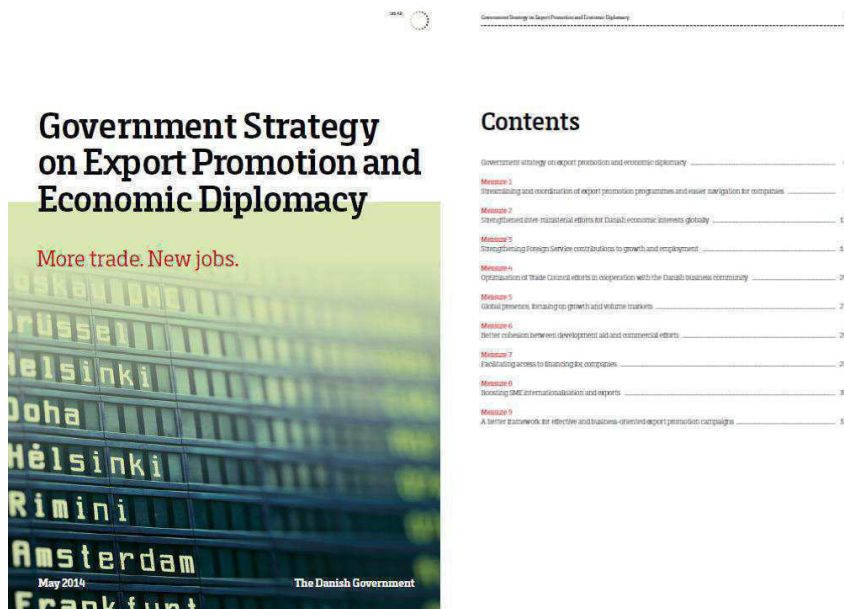 Government Strategy
on Export Promotion and
Economic Diplomacy
More trade. New jobs.
Brüssel
Helsinki
Doha
Hélsinki
Rimini
Amsterdam
Frankfurt
May 2014
The Danish Government
Government Strategy on Export Promotion and Economic Diplomacy
Contents
Government strategy on export promotion and economic diplomacy
Measure 1
Streamlining and coordination of export promotion programmes and easier navigation for companies
Measure 2
Strengthened inter-ministerial efforts for Danish economic interests globally
Measure 3
Strengthening Foreign Service contributions to growth and employment
Measure 4
Optimisation of Trade Council efforts in cooperation with the Danish business community
Measure 5
Global presence, focusing on growth and volume markets
Measure 6
Better cohesion between development aid and commercial efforts
Measure 7
Facilitating access to financing for companies
Measure 8
Boosting SME internationalisation and exports
Measure 9
A better framework for effective and business-oriented export promotion campaigns